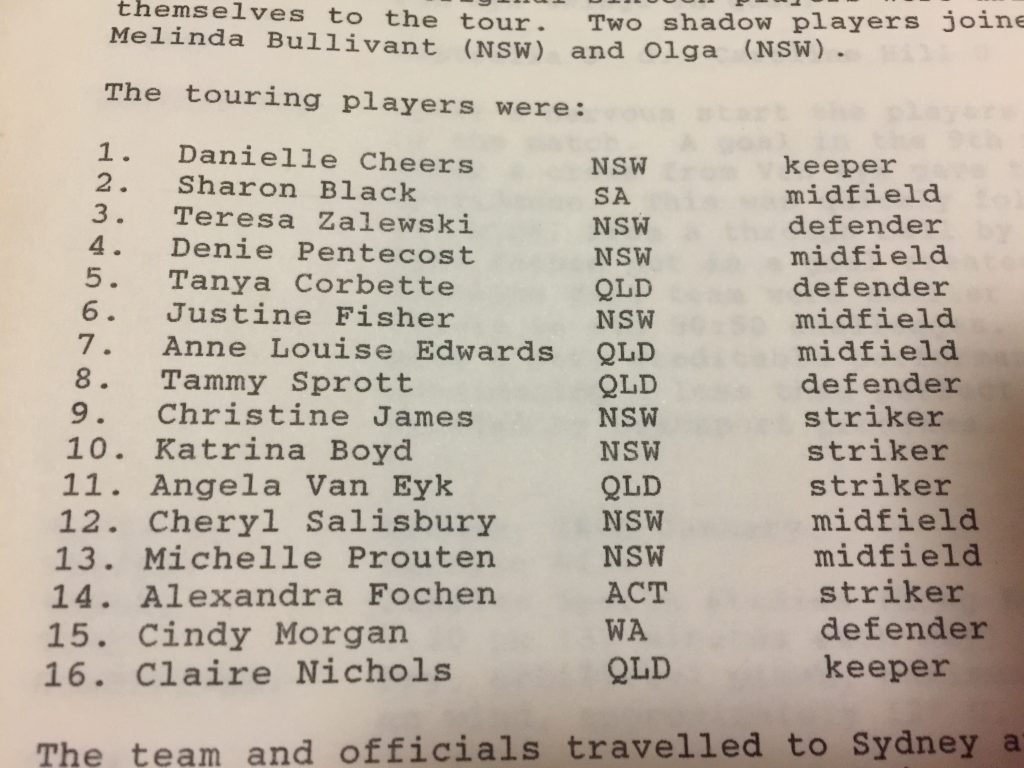 themselves to the tour. Two shadow players joine
Melinda Bullivant (NSW) and Olga (NSW).
The touring players were:
1. Danielle Cheers NSW keeper
2. Sharon Black SA midfield
3. Teresa Zalewski NSW defender
4. Denie Pentecost NSW midfield
5. Tanya Corbette QLD defender
6. Justine Fisher NSW midfield
7. Anne Louise Edwards QLD midfield
8. Tammy Sprott QLD defender
9. Christine James NSW striker
10. Katrina Boyd NSW striker
11. Angela Van Eyk QLD striker
12. Cheryl Salisbury NSW midfield
13. Michelle Prouten NSW midfield
14. Alexandra Fochen ACT striker
15. Cindy Morgan WA defender
16. Claire Nichols QLD keeper
The team and officials travelled to Sydney a